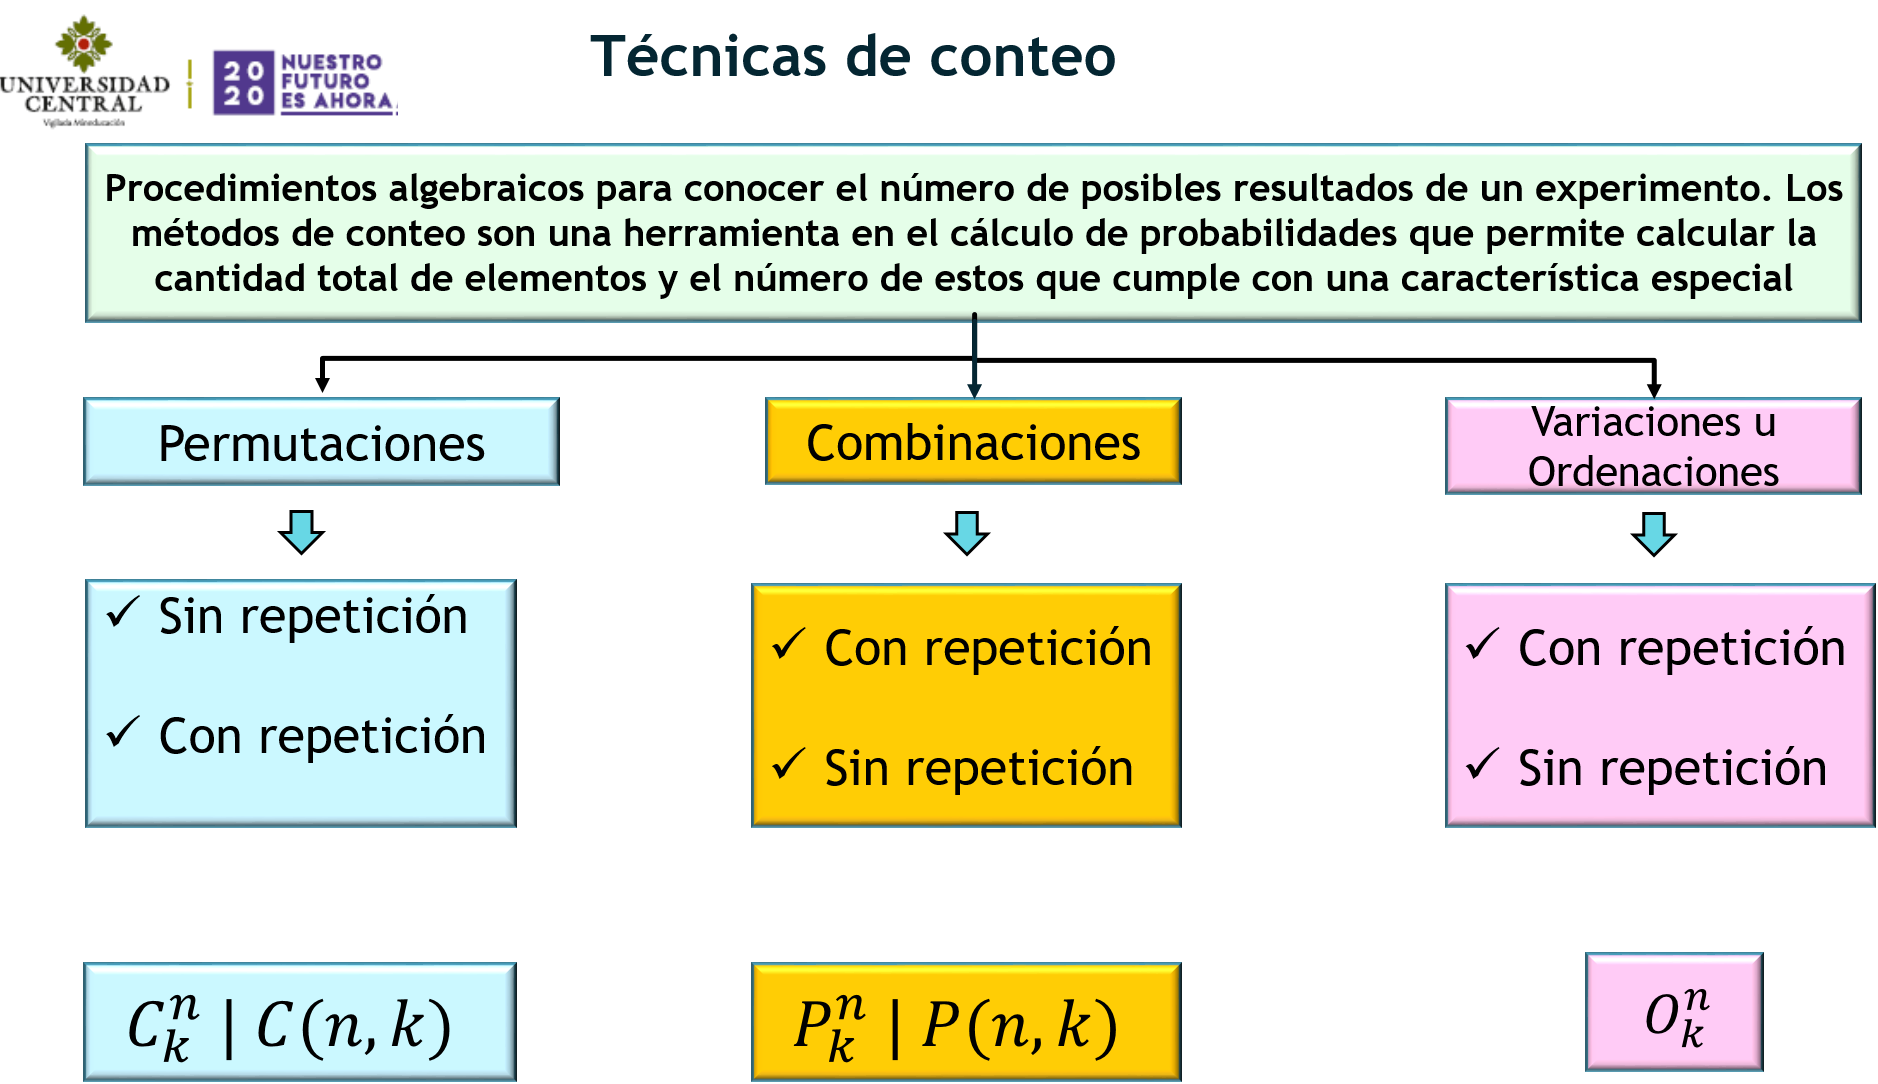 UNIVERSIDAD
CENTRAL
Vigilada Mineducación
20
20
NUESTRO
FUTURO
ES AHORA
Técnicas de conteo
Procedimientos algebraicos para conocer el número de posibles resultados de un experimento. Los
métodos de conteo son una herramienta en el cálculo de probabilidades que permite calcular la
cantidad total de elementos y el número de estos que cumple con una característica especial
Permutaciones
Combinaciones
Variaciones u
Ordenaciones
✓ Sin repetición
✓ Con repetición
✓ Con repetición
✓ Sin repetición
✓ Con repetición
✓ Sin repetición
$C_k^n \mid C(n, k)$
$P_k^n \mid P(n, k)$
$O_k^n$